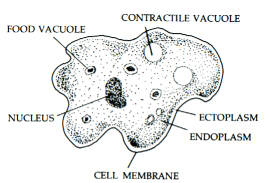 CONTRACTILE VACUOLE
FOOD VACUOLE
NUCLEUS
ECTOPLASM
ENDOPLASM
CELL MEMBRANE